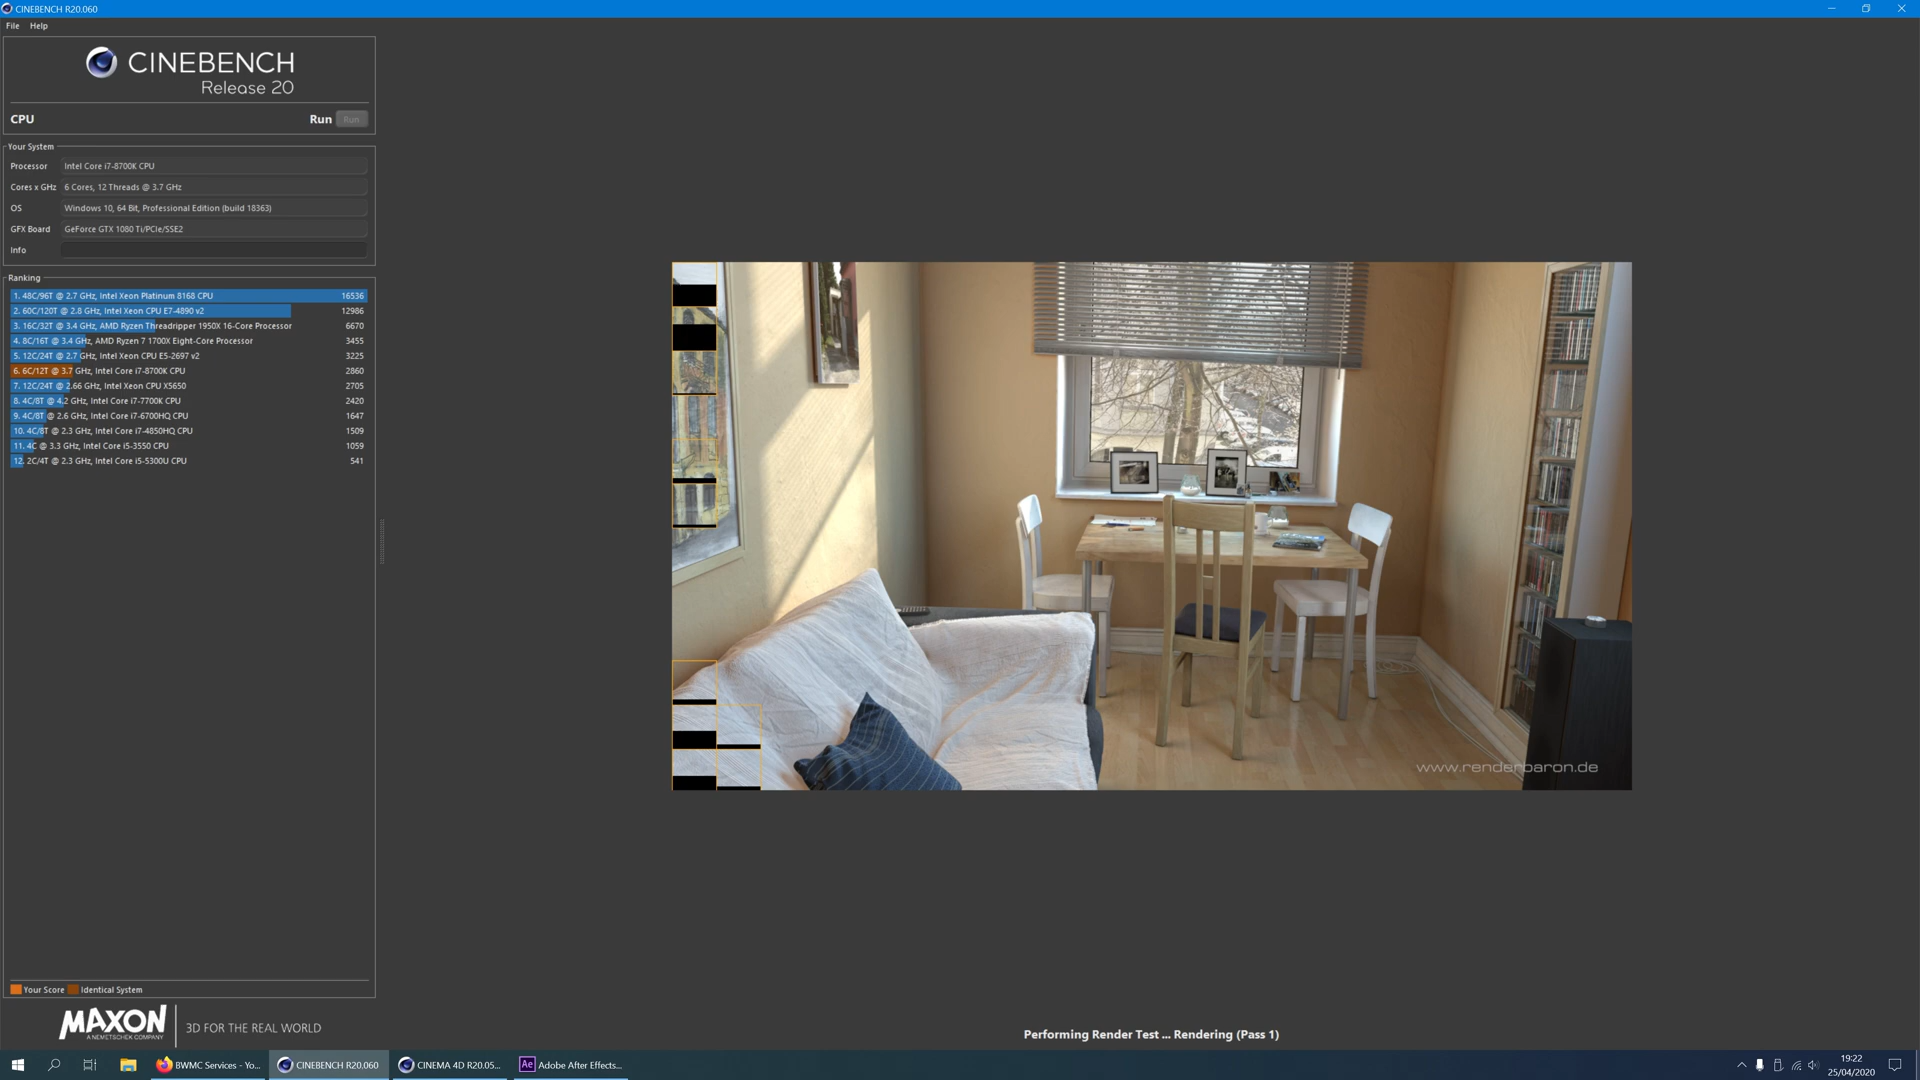 CINEBENCH R20.060
File Help
CINEBENCH
Release 20
CPU Run Run
Your System
Processor Intel Core i7-8700K CPU
Cores x GHz 6 Cores, 12 Threads @ 3.7 GHz
OS Windows 10, 64 Bit, Professional Edition (build 18363)
GFX Board GeForce GTX 1080 Ti/PCIe/SSE2
Info
Ranking
1. 48C/96T @ 2.7 GHz, Intel Xeon Platinum 8168 CPU 16536
2. 60C/120T @ 2.8 GHz, Intel Xeon CPU E7-4890 v2 12986
3. 16C/32T @ 3.4 GHz, AMD Ryzen Threadripper 1950X 16-Core Processor 6670
4. 8C/16T @ 3.4 GHz, AMD Ryzen 7 1700X Eight-Core Processor 3455
5. 12C/24T @ 2.7 GHz, Intel Xeon CPU E5-2697 v2 3225
6. 6C/12T @ 3.7 GHz, Intel Core i7-8700K CPU 2860
7. 12C/24T @ 2.66 GHz, Intel Xeon CPU X5650 2705
8. 4C/8T @ 4.2 GHz, Intel Core i7-7700K CPU 2420
9. 4C/8T @ 2.6 GHz, Intel Core i7-6700HQ CPU 1647
10. 4C/8T @ 2.3 GHz, Intel Core i7-4850HQ CPU 1509
11. 4C @ 3.3 GHz, Intel Core i5-3550 CPU 1059
12. 2C/4T @ 2.3 GHz, Intel Core i5-5300U CPU 541
www.renderbaron.de
Your Score Identical System
MAXON
A NEMETSCHEK COMPANY
3D FOR THE REAL WORLD
Performing Render Test ... Rendering (Pass 1)
BWMC Services - Yo... CINEBENCH R20.060 CINEMA 4D R20.05... Ae Adobe After Effects...
19:22
25/04/2020